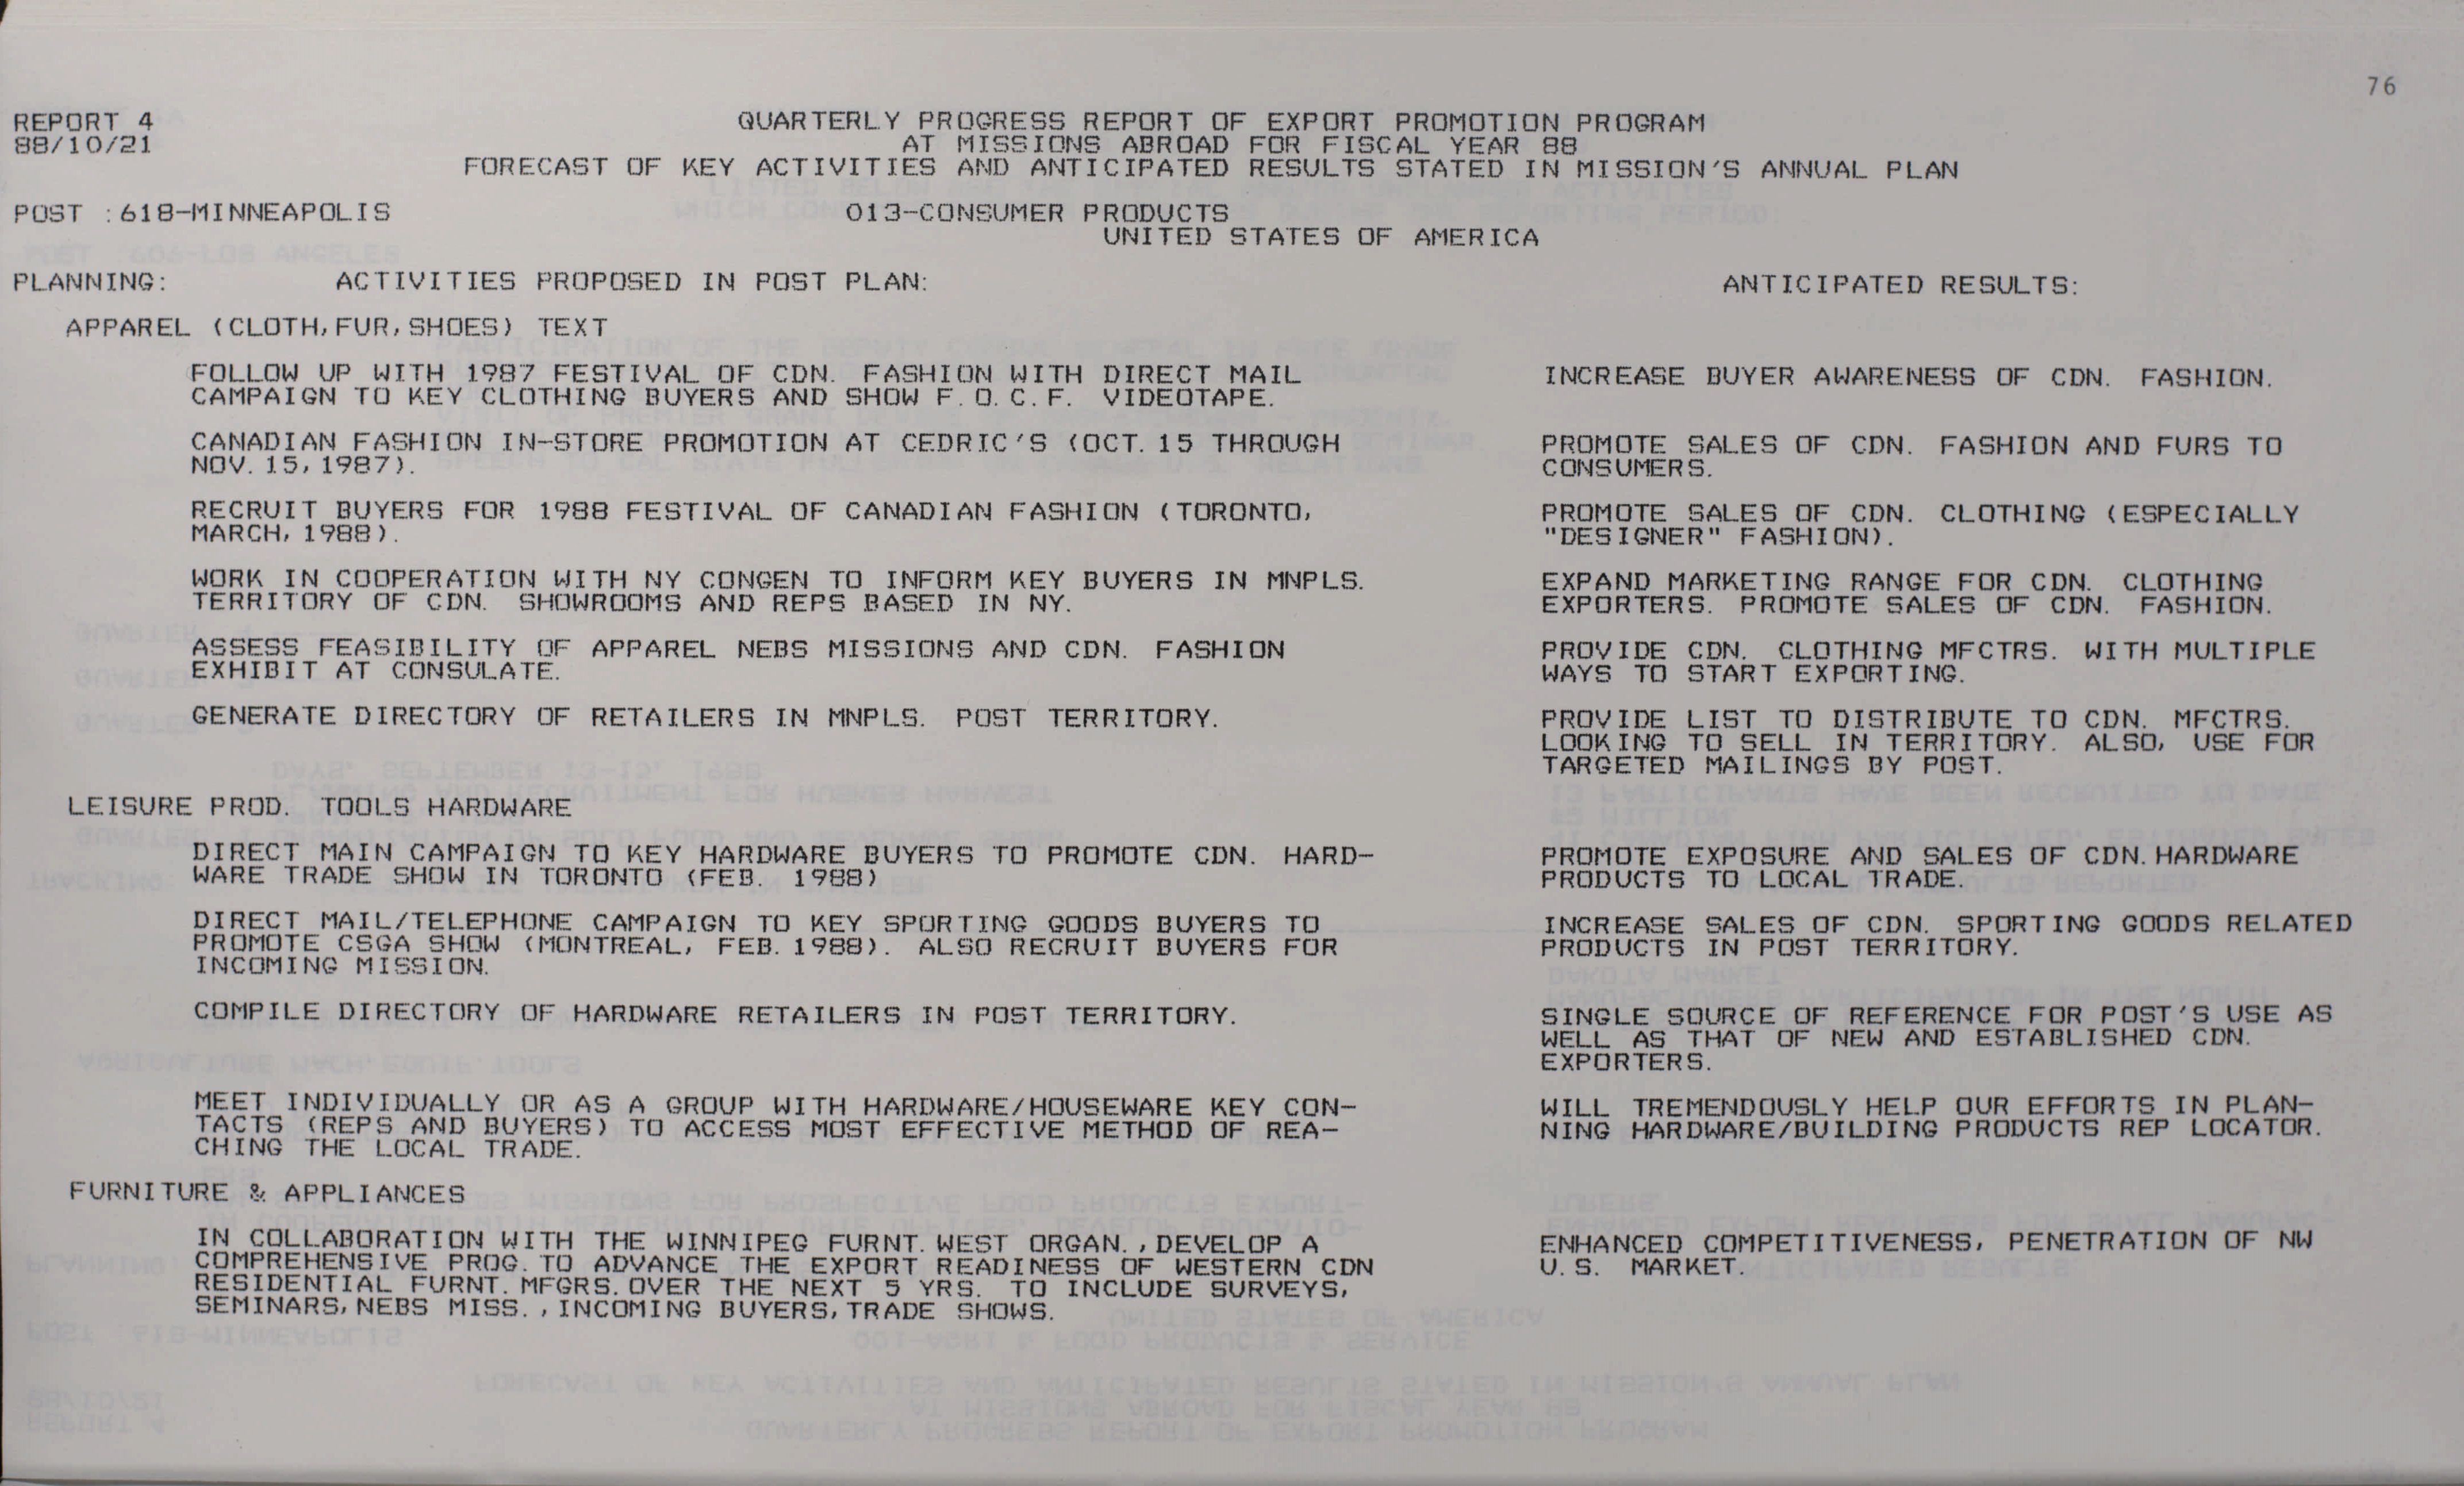 76
REPORT 4
88/10/21
QUARTERLY PROGRESS REPORT OF EXPORT PROMOTION PROGRAM
AT MISSIONS ABROAD FOR FISCAL YEAR 88
FORECAST OF KEY ACTIVITIES AND ANTICIPATED RESULTS STATED IN MISSION'S ANNUAL PLAN
POST :618-MINNEAPOLIS 013-CONSUMER PRODUCTS
UNITED STATES OF AMERICA
PLANNING: ACTIVITIES PROPOSED IN POST PLAN: ANTICIPATED RESULTS:
APPAREL (CLOTH,FUR,SHOES) TEXT
FOLLOW UP WITH 1987 FESTIVAL OF CDN. FASHION WITH DIRECT MAIL
CAMPAIGN TO KEY CLOTHING BUYERS AND SHOW F.O.C.F. VIDEOTAPE.
INCREASE BUYER AWARENESS OF CDN. FASHION.
CANADIAN FASHION IN-STORE PROMOTION AT CEDRIC'S (OCT.15 THROUGH
NOV.15,1987).
PROMOTE SALES OF CDN. FASHION AND FURS TO
CONSUMERS.
RECRUIT BUYERS FOR 1988 FESTIVAL OF CANADIAN FASHION (TORONTO,
MARCH, 1988).
PROMOTE SALES OF CDN. CLOTHING (ESPECIALLY
"DESIGNER" FASHION).
WORK IN COOPERATION WITH NY CONGEN TO INFORM KEY BUYERS IN MNPLS.
TERRITORY OF CDN. SHOWROOMS AND REPS BASED IN NY.
EXPAND MARKETING RANGE FOR CDN. CLOTHING
EXPORTERS. PROMOTE SALES OF CDN. FASHION.
ASSESS FEASIBILITY OF APPAREL NEBS MISSIONS AND CDN. FASHION
EXHIBIT AT CONSULATE.
PROVIDE CDN. CLOTHING MFCTRS. WITH MULTIPLE
WAYS TO START EXPORTING.
GENERATE DIRECTORY OF RETAILERS IN MNPLS. POST TERRITORY.
PROVIDE LIST TO DISTRIBUTE TO CDN. MFCTRS.
LOOKING TO SELL IN TERRITORY. ALSO, USE FOR
TARGETED MAILINGS BY POST.
LEISURE PROD. TOOLS HARDWARE
DIRECT MAIN CAMPAIGN TO KEY HARDWARE BUYERS TO PROMOTE CDN. HARD-
WARE TRADE SHOW IN TORONTO (FEB. 1988)
PROMOTE EXPOSURE AND SALES OF CDN.HARDWARE
PRODUCTS TO LOCAL TRADE.
DIRECT MAIL/TELEPHONE CAMPAIGN TO KEY SPORTING GOODS BUYERS TO
PROMOTE CSGA SHOW (MONTREAL, FEB.1988). ALSO RECRUIT BUYERS FOR
INCOMING MISSION.
INCREASE SALES OF CDN. SPORTING GOODS RELATED
PRODUCTS IN POST TERRITORY.
COMPILE DIRECTORY OF HARDWARE RETAILERS IN POST TERRITORY.
SINGLE SOURCE OF REFERENCE FOR POST'S USE AS
WELL AS THAT OF NEW AND ESTABLISHED CDN.
EXPORTERS.
MEET INDIVIDUALLY OR AS A GROUP WITH HARDWARE/HOUSEWARE KEY CON-
TACTS (REPS AND BUYERS) TO ACCESS MOST EFFECTIVE METHOD OF REA-
CHING THE LOCAL TRADE.
WILL TREMENDOUSLY HELP OUR EFFORTS IN PLAN-
NING HARDWARE/BUILDING PRODUCTS REP LOCATOR.
FURNITURE & APPLIANCES
IN COLLABORATION WITH THE WINNIPEG FURNT.WEST ORGAN.,DEVELOP A
COMPREHENSIVE PROG.TO ADVANCE THE EXPORT READINESS OF WESTERN CDN
RESIDENTIAL FURNT.MFGRS.OVER THE NEXT 5 YRS. TO INCLUDE SURVEYS,
SEMINARS,NEBS MISS.,INCOMING BUYERS,TRADE SHOWS.
ENHANCED COMPETITIVENESS, PENETRATION OF NW
U.S. MARKET.